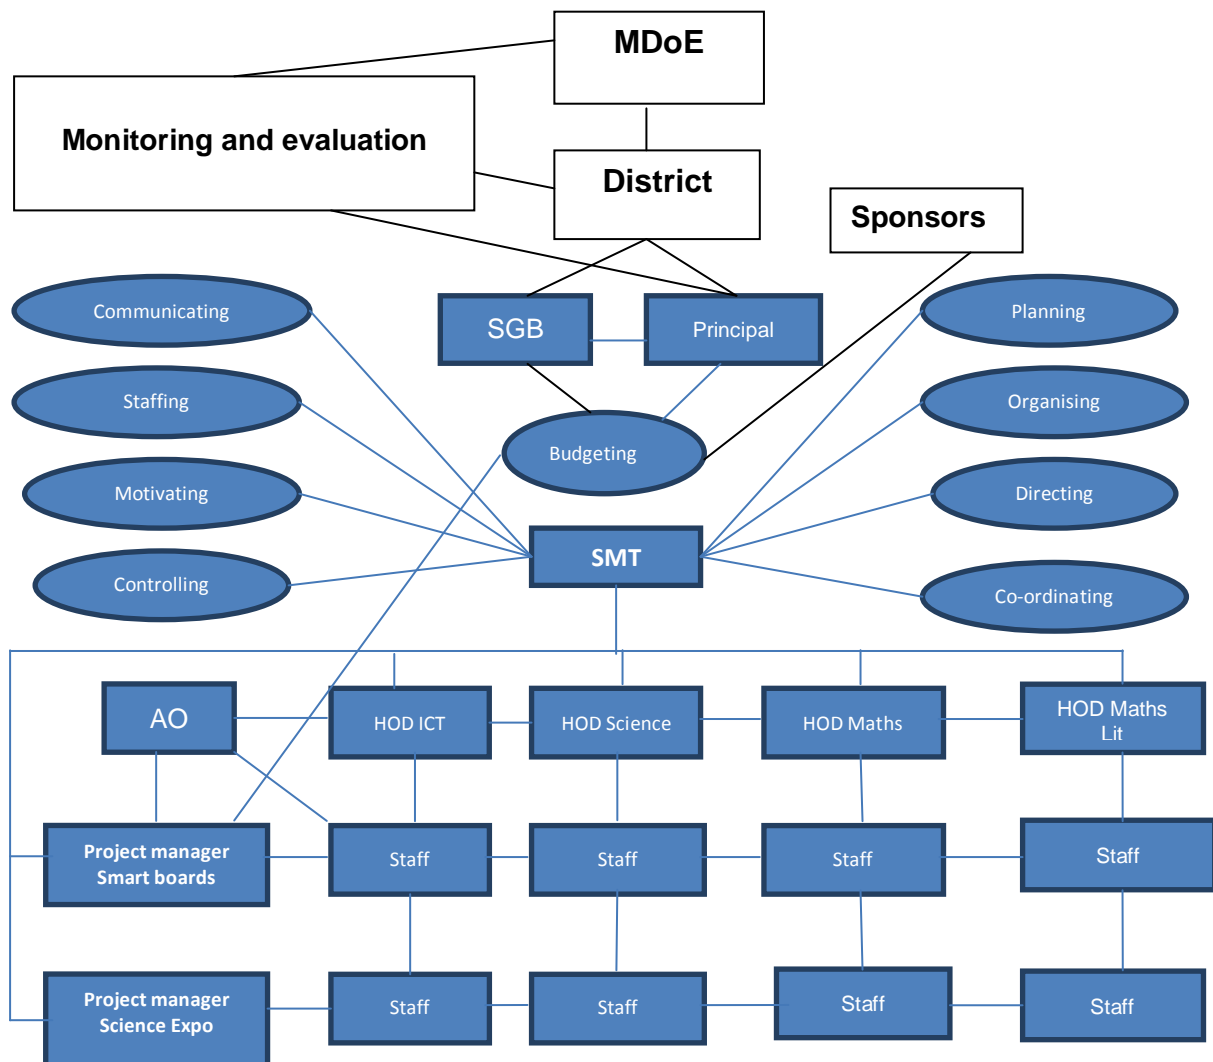 MDoE
Monitoring and evaluation
District
Sponsors
Communicating
SGB
Principal
Planning
Staffing
Organising
Budgeting
Motivating
Directing
SMT
Controlling
Co-ordinating
AO
HOD ICT
HOD Science
HOD Maths
HOD Maths
Lit
Project manager
Smart boards
Staff
Staff
Staff
Staff
Project manager
Science Expo
Staff
Staff
Staff
Staff